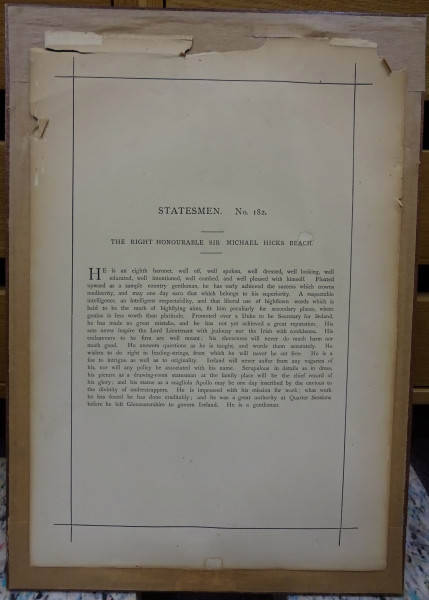 STATESMEN. No. 182.
THE RIGHT HONOURABLE SIR MICHAEL HICKS BEACH.
HE is an eighth baronet, well off, well spoken, well dressed, well looking, well
educated, well intentioned, well combed, and well pleased with himself. Planted
upward as a sample country gentleman, he has early achieved the success which crowns
mediocrity, and may one day earn that which belongs to his superiority. A respectable
intelligence, an intelligent respectability, and that liberal use of highflown words which is
held to be the mark of highflying aims, fit him peculiarly for secondary places, where
genius is less worth than platitude. Promoted over a Duke to be Secretary for Ireland,
he has made no great mistake, and he has not yet achieved a great reputation. His
acts never inspire the Lord Lieutenant with jealousy nor the Irish with confidence. His
endeavours to be firm are well meant; his shrewdness will never do much harm nor
much good. He answers questions as he is taught, and words them accurately. He
wishes to do right in leading-strings, from which he will never be set free. He is a
foe to intrigue as well as to originality. Ireland will never suffer from any vagaries of
his, nor will any policy be associated with his name. Scrupulous in details as in dress,
his picture as a drawing-room statesman at the family place will be the chief record of
his glory; and his statue as a scagliola Apollo may be one day inscribed by the envious to
the divinity of understrappers. He is impressed with his mission for work; what work
he has found he has done creditably; and he was a great authority at Quarter Sessions
before he left Gloucestershire to govern Ireland. He is a gentleman.